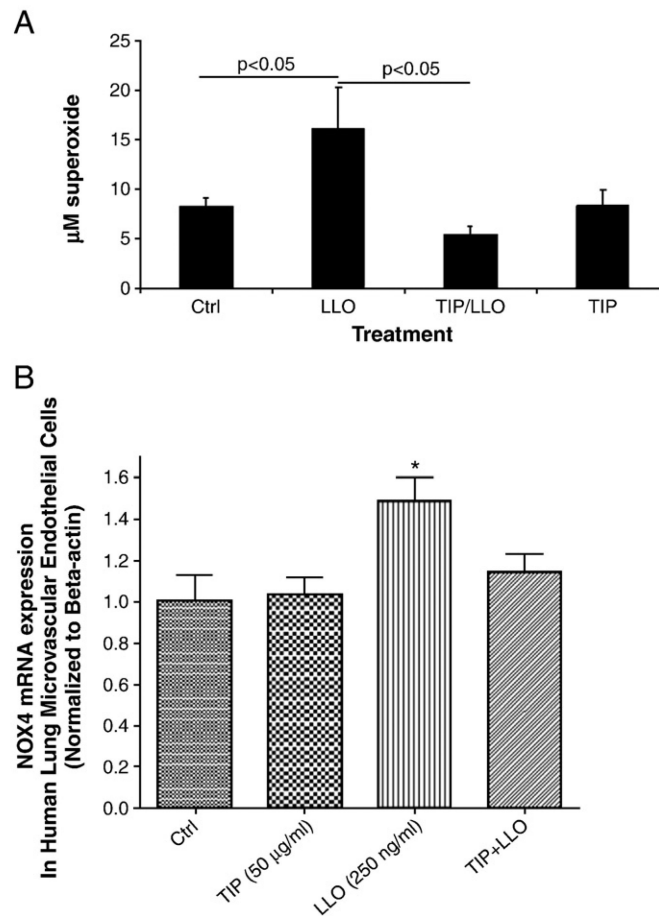 A
25
20
15
10
5
0
µM superoxide
p<0.05
p<0.05
Ctrl
LLO
TIP/LLO
TIP
Treatment
B
NOX4 mRNA expression
In Human Lung Microvascular Endothelial Cells
(Normalized to Beta-actin)
1.6
1.4
1.2
1.0
0.8
0.6
0.4
0.2
0.0
*
Ctrl
TIP (50 µg/ml)
LLO (250 ng/ml)
TIP+LLO